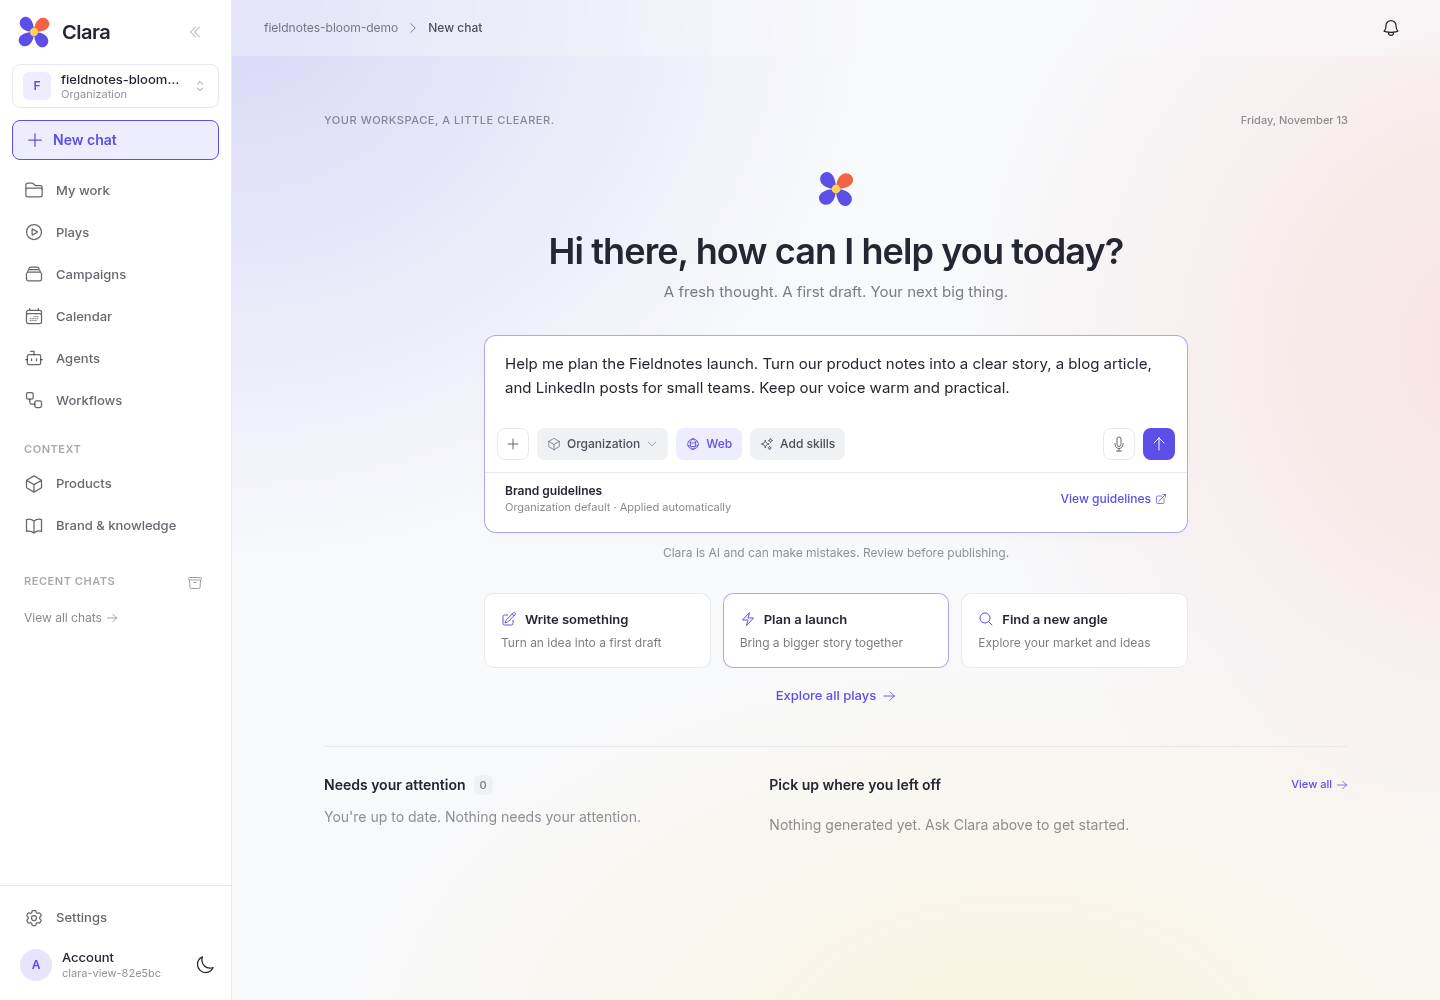 Clara
F
fieldnotes-bloom...
Organization
New chat
My work
Plays
Campaigns
Calendar
Agents
Workflows
CONTEXT
Products
Brand & knowledge
RECENT CHATS
View all chats
Settings
A
Account
clara-view-82e5bc
fieldnotes-bloom-demo
New chat
YOUR WORKSPACE, A LITTLE CLEARER.
Friday, November 13
Hi there, how can I help you today?
A fresh thought. A first draft. Your next big thing.
Help me plan the Fieldnotes launch. Turn our product notes into a clear story, a blog article,
and LinkedIn posts for small teams. Keep our voice warm and practical.
Organization
Web
Add skills
Brand guidelines
Organization default · Applied automatically
View guidelines
Clara is AI and can make mistakes. Review before publishing.
Write something
Turn an idea into a first draft
Plan a launch
Bring a bigger story together
Find a new angle
Explore your market and ideas
Explore all plays
Needs your attention 0
You're up to date. Nothing needs your attention.
Pick up where you left off
View all
Nothing generated yet. Ask Clara above to get started.